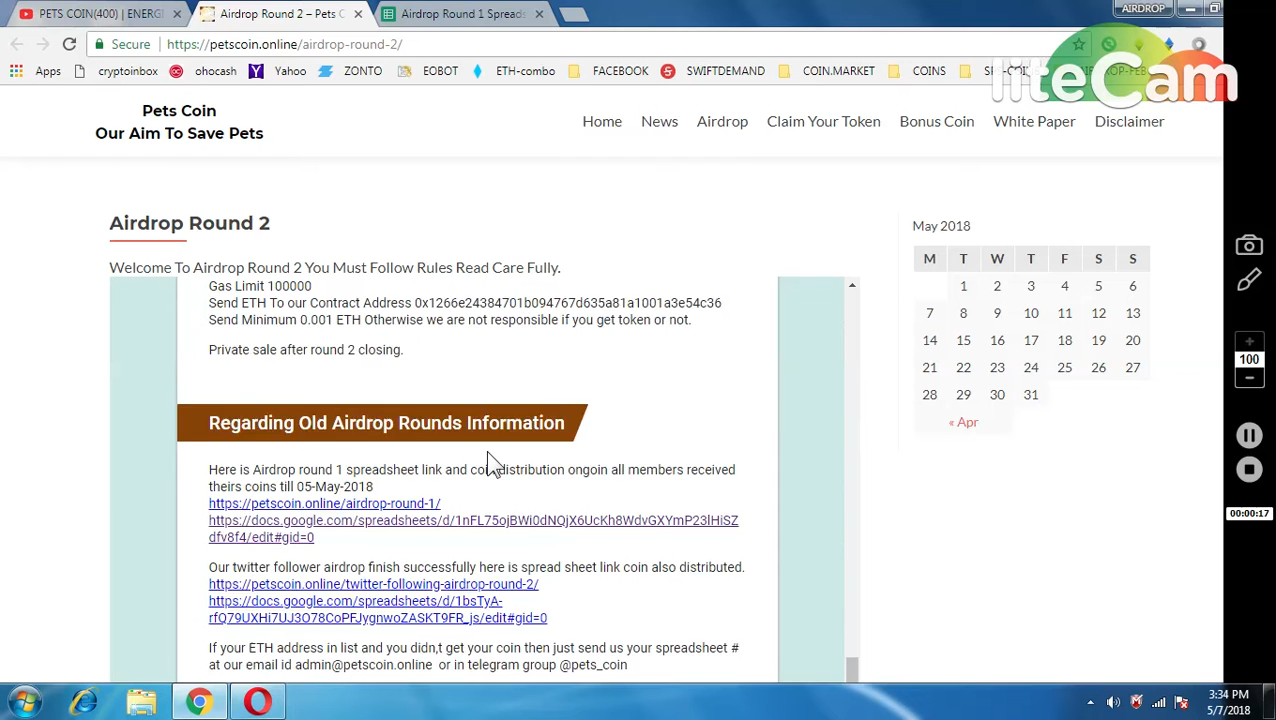 PETS COIN(400) | ENERG
Airdrop Round 2 – Pets C
Airdrop Round 1 Spreads
AIRDROP
Secure
https://petscoin.online/airdrop-round-2/
Apps
cryptoinbox
ohocash
Yahoo
ZONTO
EOBOT
ETH-combo
FACEBOOK
SWIFTDEMAND
COIN.MARKET
COINS
liteCam
Pets Coin
Our Aim To Save Pets
Home
News
Airdrop
Claim Your Token
Bonus Coin
White Paper
Disclaimer
Airdrop Round 2
Welcome To Airdrop Round 2 You Must Follow Rules Read Care Fully.
Gas Limit 100000
Send ETH To our Contract Address 0x1266e24384701b094767d635a81a1001a3e54c36
Send Minimum 0.001 ETH Otherwise we are not responsible if you get token or not.
Private sale after round 2 closing.
Regarding Old Airdrop Rounds Information
Here is Airdrop round 1 spreadsheet link and distribution ongoin all members received
theirs coins till 05-May-2018
https://petscoin.online/airdrop-round-1/
https://docs.google.com/spreadsheets/d/1nFL75ojBWi0dNQjX6UcKh8WdvGXYmP23lHiSZ
dfv8f4/edit#gid=0
Our twitter follower airdrop finish successfully here is spread sheet link coin also distributed.
https://petscoin.online/twitter-following-airdrop-round-2/
https://docs.google.com/spreadsheets/d/1bsTyA-
rfQ79UXHi7UJ3O78CoPFJygnwoZASKT9FR_js/edit#gid=0
If your ETH address in list and you didn,t get your coin then just send us your spreadsheet #
at our email id admin@petscoin.online or in telegram group @pets_coin
May 2018
M T W T F S S
1 2 3 4 5 6
7 8 9 10 11 12 13
14 15 16 17 18 19 20
21 22 23 24 25 26 27
28 29 30 31
« Apr
100
00:00:17
3:34 PM
5/7/2018